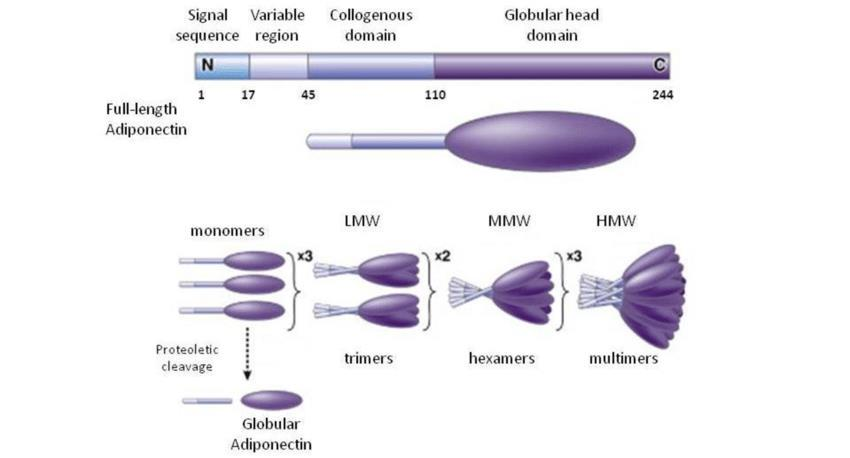 Signal Variable Collogenous Globular head
sequence region domain domain
N C
1 17 45 110 244
Full-length
Adiponectin
LMW MMW HMW
monomers
x3 x2 x3
Proteoletic
cleavage
trimers hexamers multimers
Globular
Adiponectin